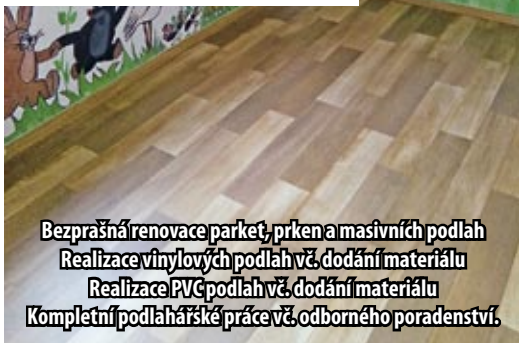 Bezprašná renovace parket, prken a masivních podlah
Realizace vinylových podlah vč. dodání materiálu
Realizace PVC podlah vč. dodání materiálu
Kompletní podlahářské práce vč. odborného poradenství.